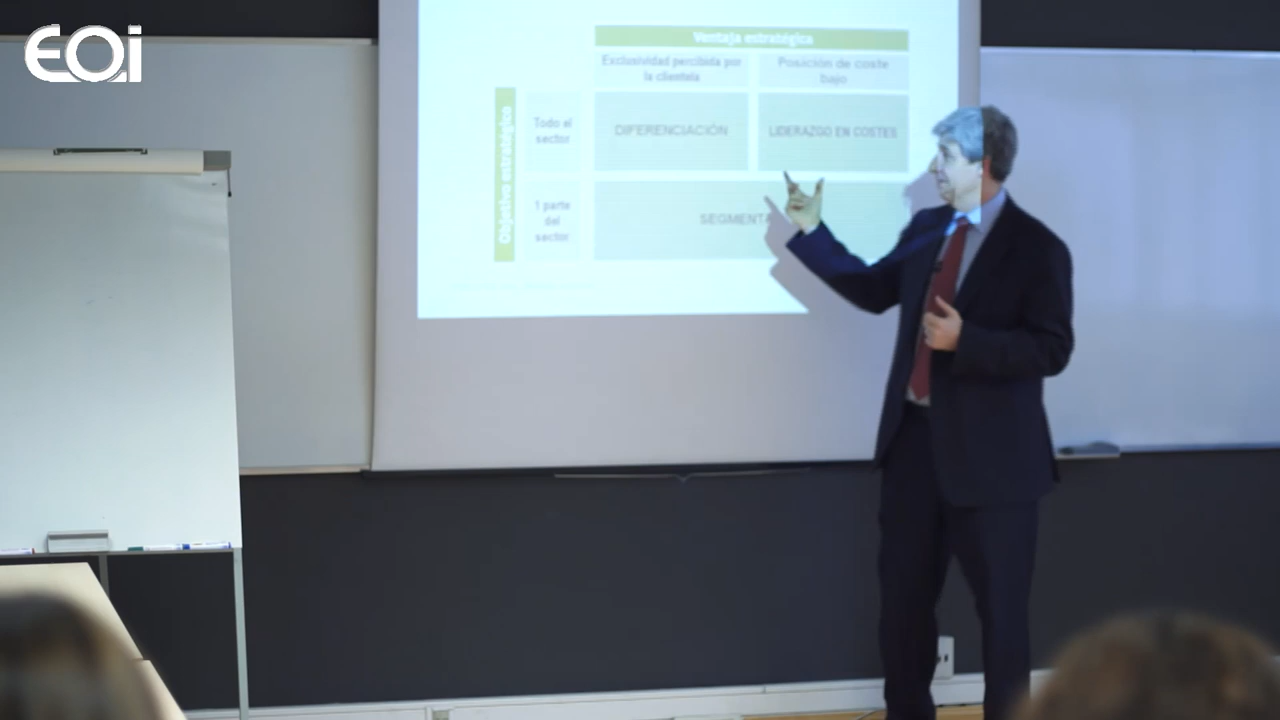 EOi
Ventaja estratégica
Exclusividad percibida por
la clientela
Posición de coste
bajo
Objetivo estratégico
Todo el
sector
DIFERENCIACIÓN
LIDERAZGO EN COSTES
1 parte
del
sector
SEGMENTA